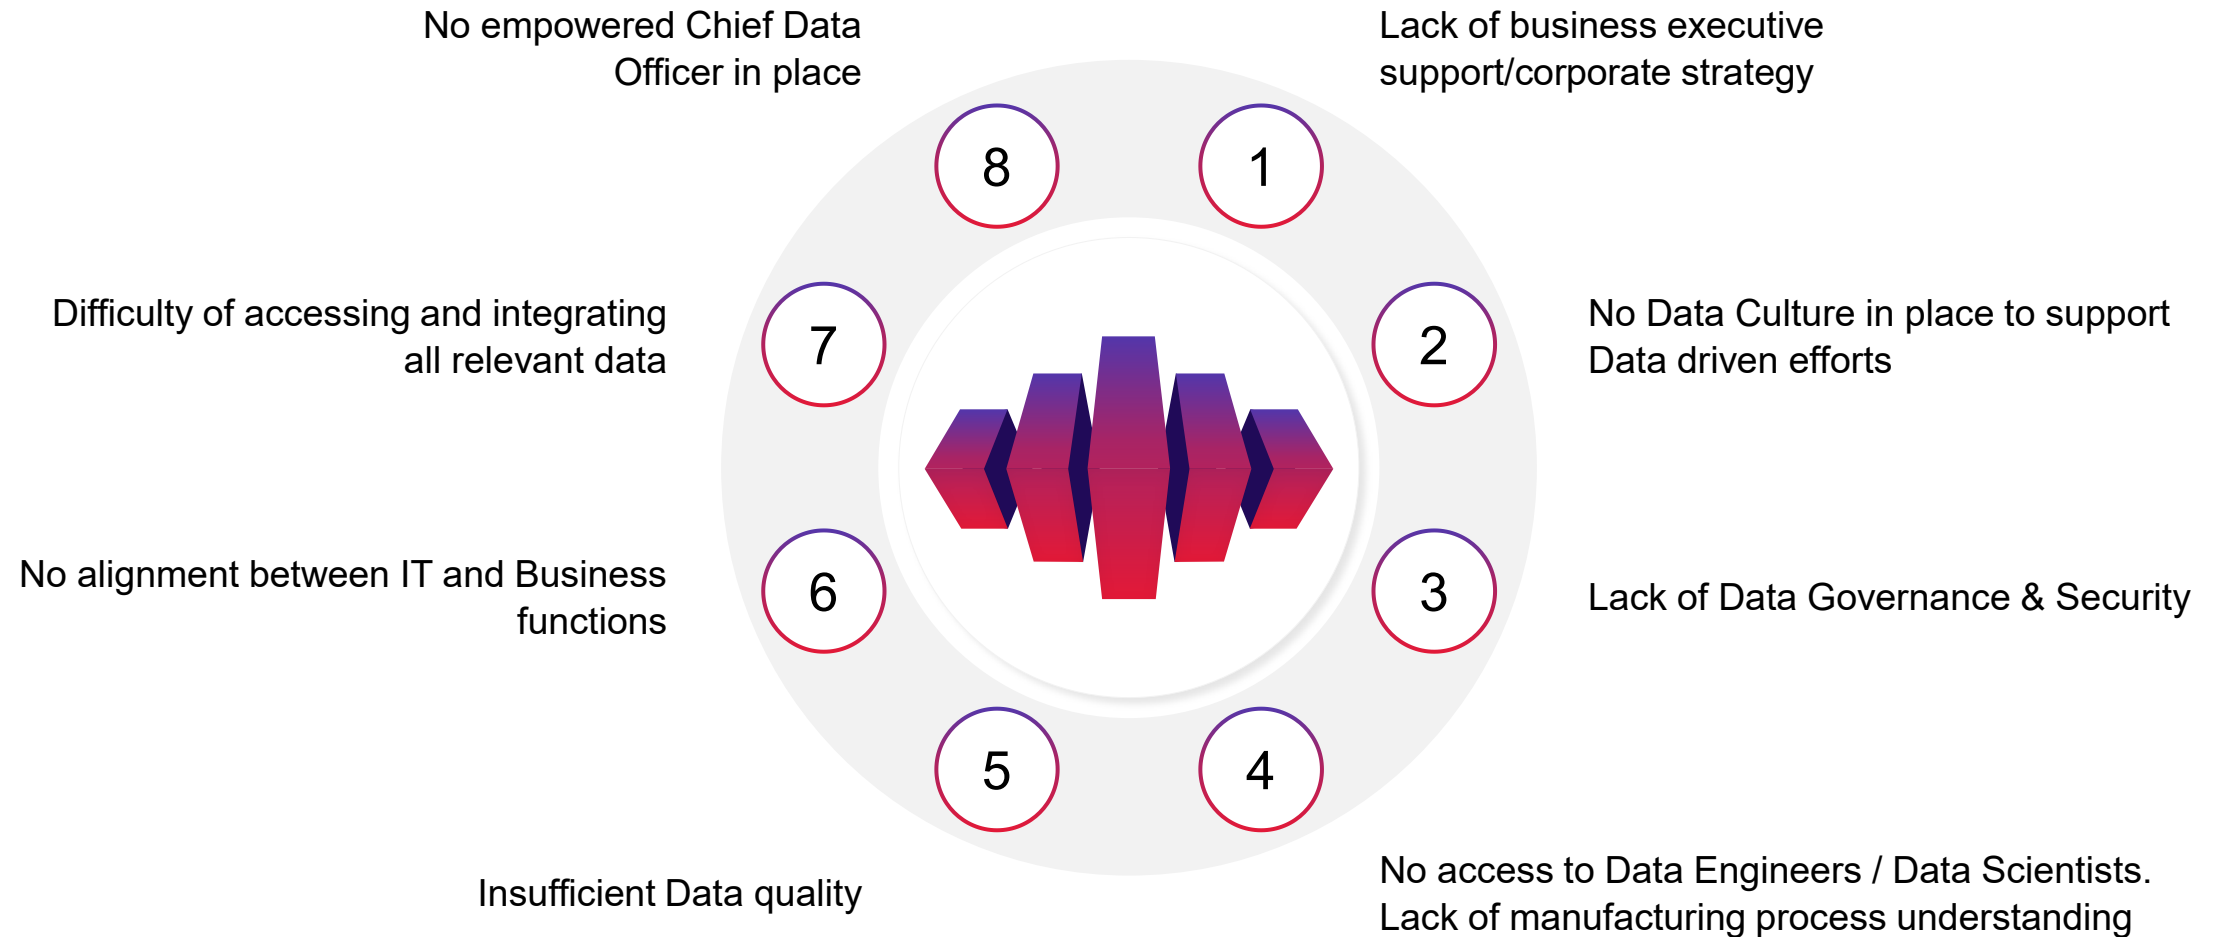 No empowered Chief Data
Officer in place
8
Lack of business executive
support/corporate strategy
1
Difficulty of accessing and integrating
all relevant data
7
2
No Data Culture in place to support
Data driven efforts
No alignment between IT and Business
functions
6
3
Lack of Data Governance & Security
5
Insufficient Data quality
4
No access to Data Engineers / Data Scientists.
Lack of manufacturing process understanding